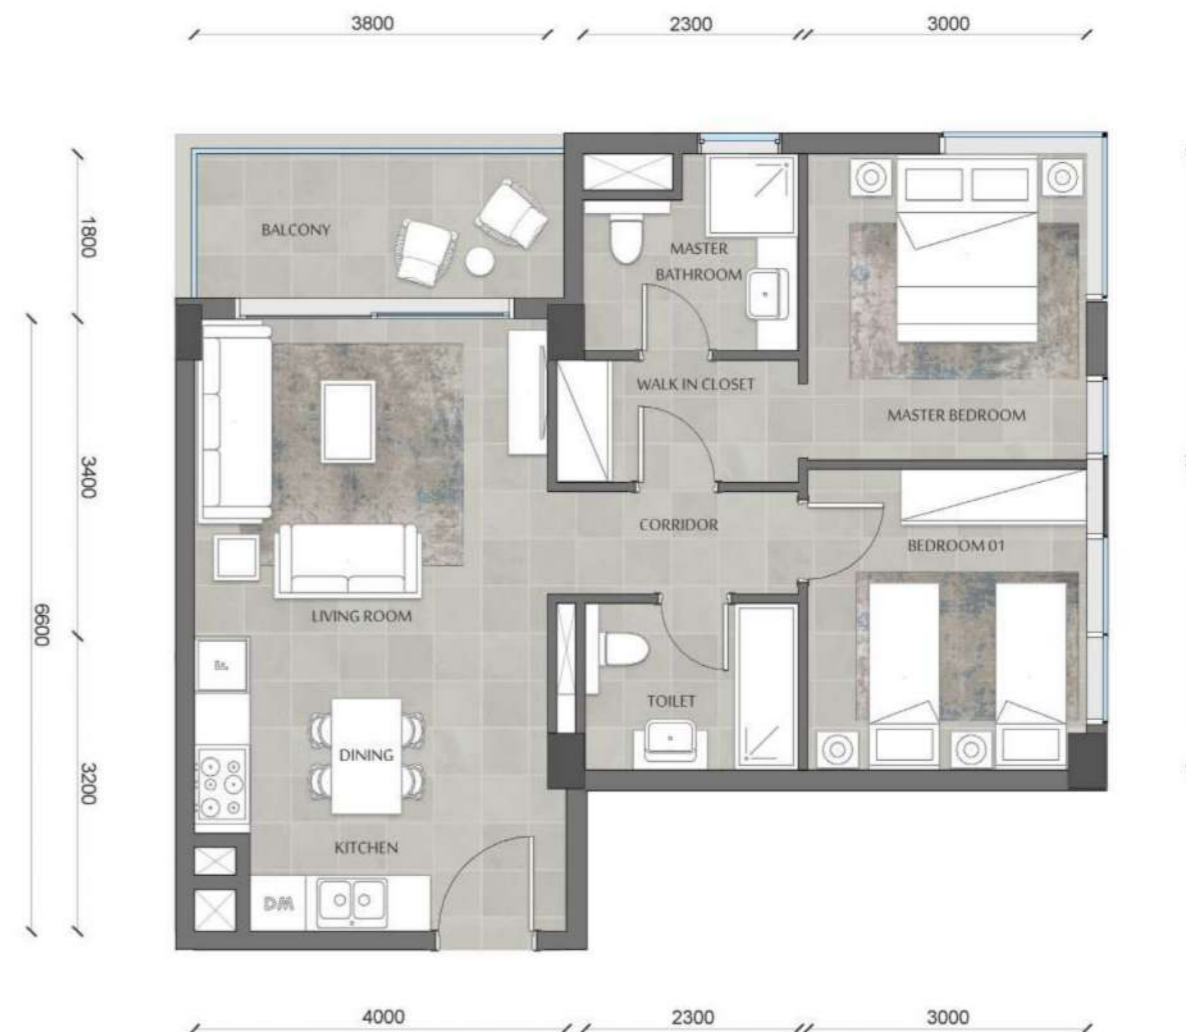 3800
2300
3000
1800
BALCONY
MASTER
BATHROOM
WALK IN CLOSET
MASTER BEDROOM
3400
CORRIDOR
BEDROOM 01
6600
LIVING ROOM
TOILET
DINING
3200
KITCHEN
DW
4000
2300
3000